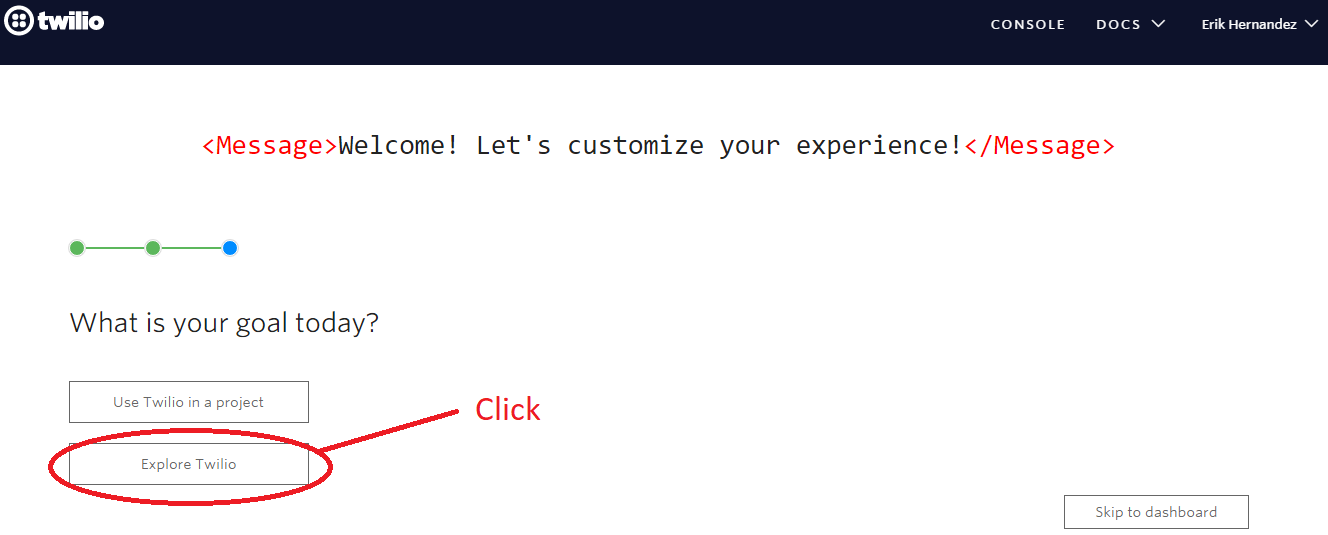 twilio
CONSOLE DOCS Erik Hernandez
<Message>Welcome! Let's customize your experience!</Message>
What is your goal today?
Use Twilio in a project
Click
Explore Twilio
Skip to dashboard